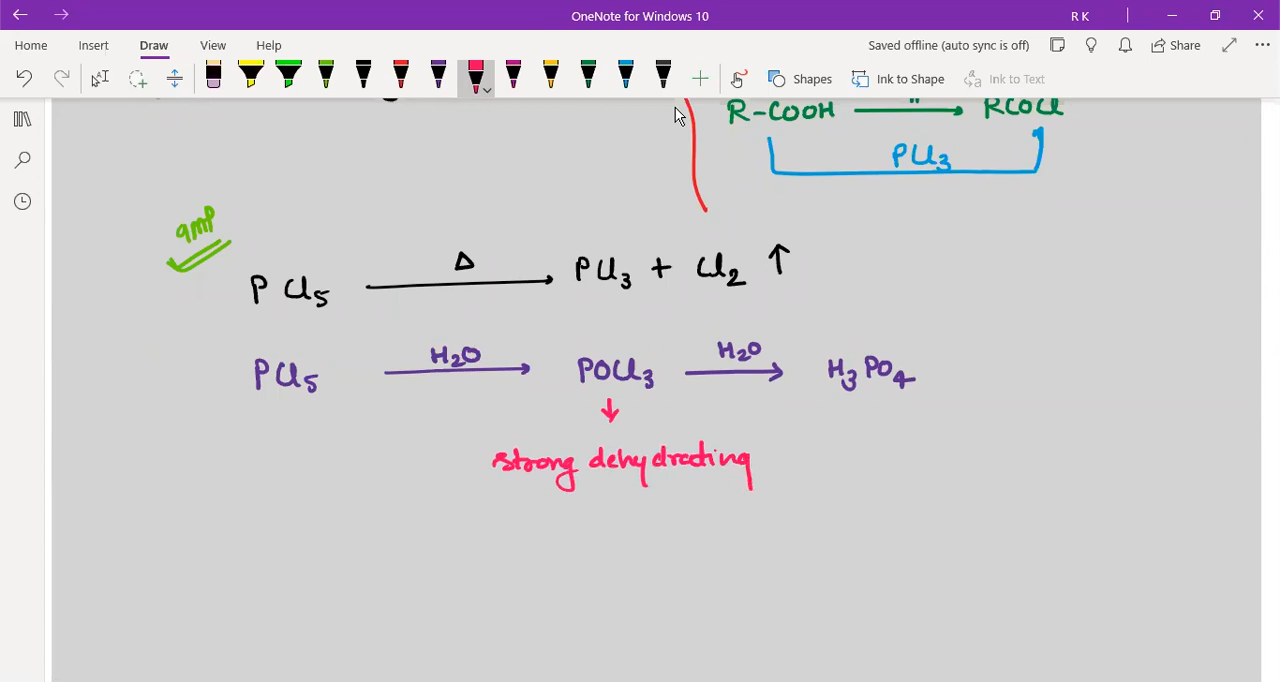 OneNote for Windows 10
R K
Home Insert Draw View Help
Saved offline (auto sync is off)
Share
Shapes
Ink to Shape
Ink to Text
R-COOH → RCOCl
PCl3
imp
PCl5 Δ → PCl3 + Cl2 ↑
PCl5 H2O → POCl3 H2O → H3PO4
↓
strong dehydrating